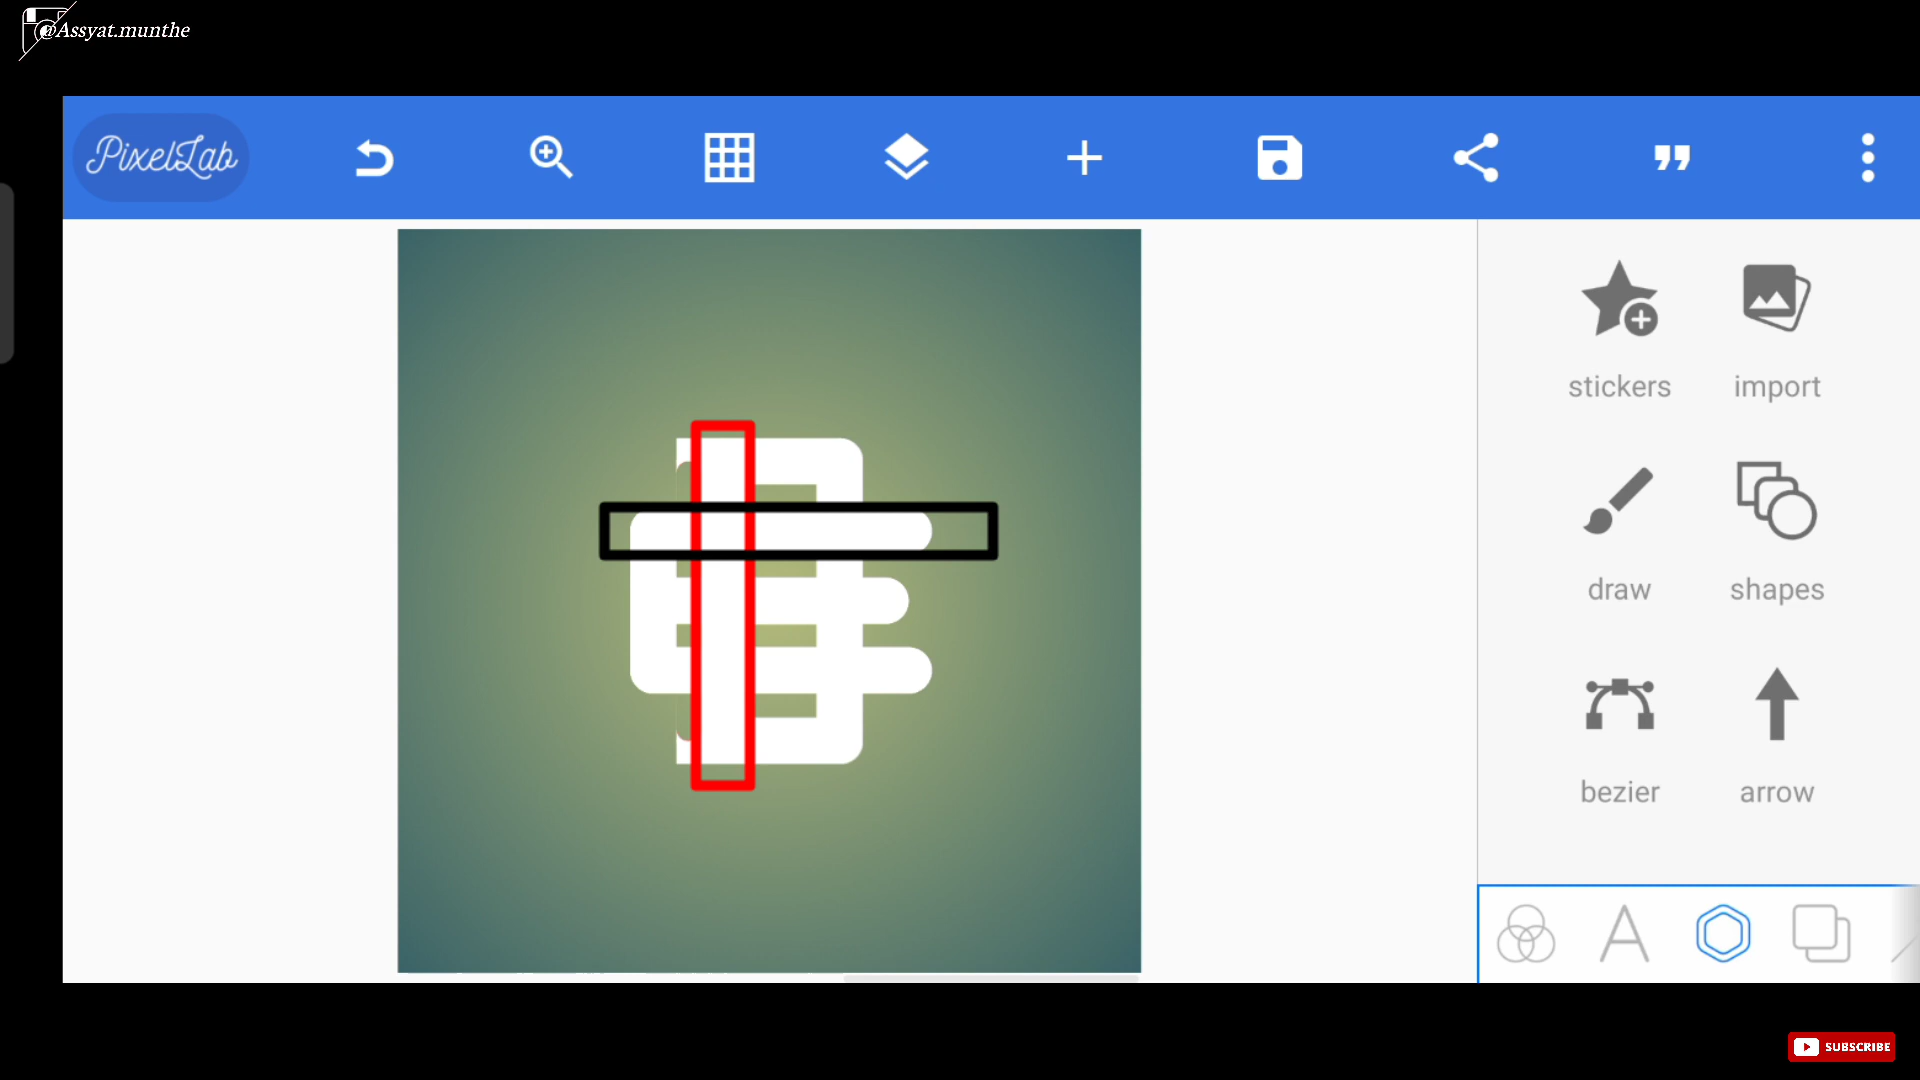 @Assyat.munthe
PixelLab
stickers
import
draw
shapes
bezier
arrow
SUBSCRIBE